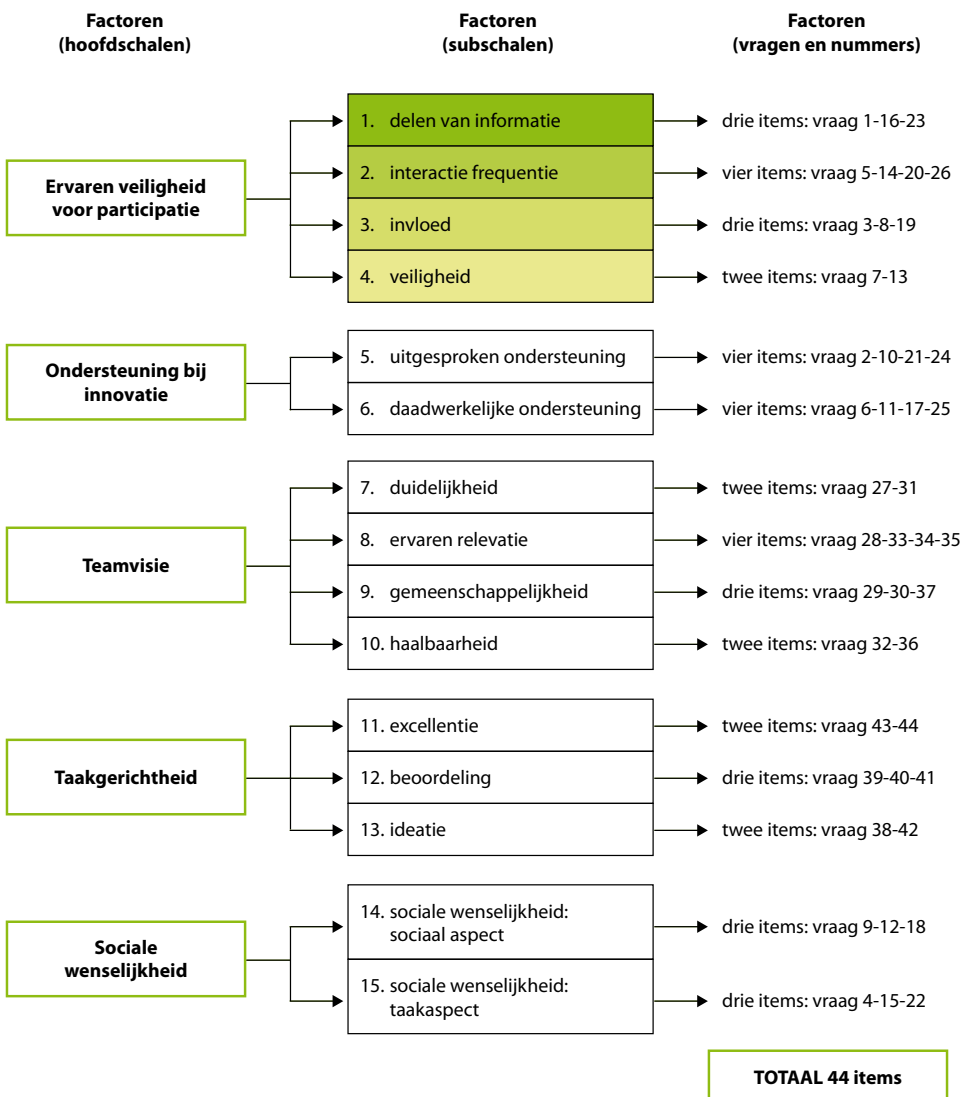 Factoren
(hoofdschalen)
Factoren
(subschalen)
Factoren
(vragen en nummers)
Ervaren veiligheid
voor participatie
1. delen van informatie
drie items: vraag 1-16-23
2. interactie frequentie
vier items: vraag 5-14-20-26
3. invloed
drie items: vraag 3-8-19
4. veiligheid
twee items: vraag 7-13
Ondersteuning bij
innovatie
5. uitgesproken ondersteuning
vier items: vraag 2-10-21-24
6. daadwerkelijke ondersteuning
vier items: vraag 6-11-17-25
Teamvisie
7. duidelijkheid
twee items: vraag 27-31
8. ervaren relevatie
vier items: vraag 28-33-34-35
9. gemeenschappelijkheid
drie items: vraag 29-30-37
10. haalbaarheid
twee items: vraag 32-36
Taakgerichtheid
11. excellentie
twee items: vraag 43-44
12. beoordeling
drie items: vraag 39-40-41
13. ideatie
twee items: vraag 38-42
Sociale
wenselijkheid
14. sociale wenselijkheid:
sociaal aspect
drie items: vraag 9-12-18
15. sociale wenselijkheid:
taakaspect
drie items: vraag 4-15-22
TOTAAL 44 items